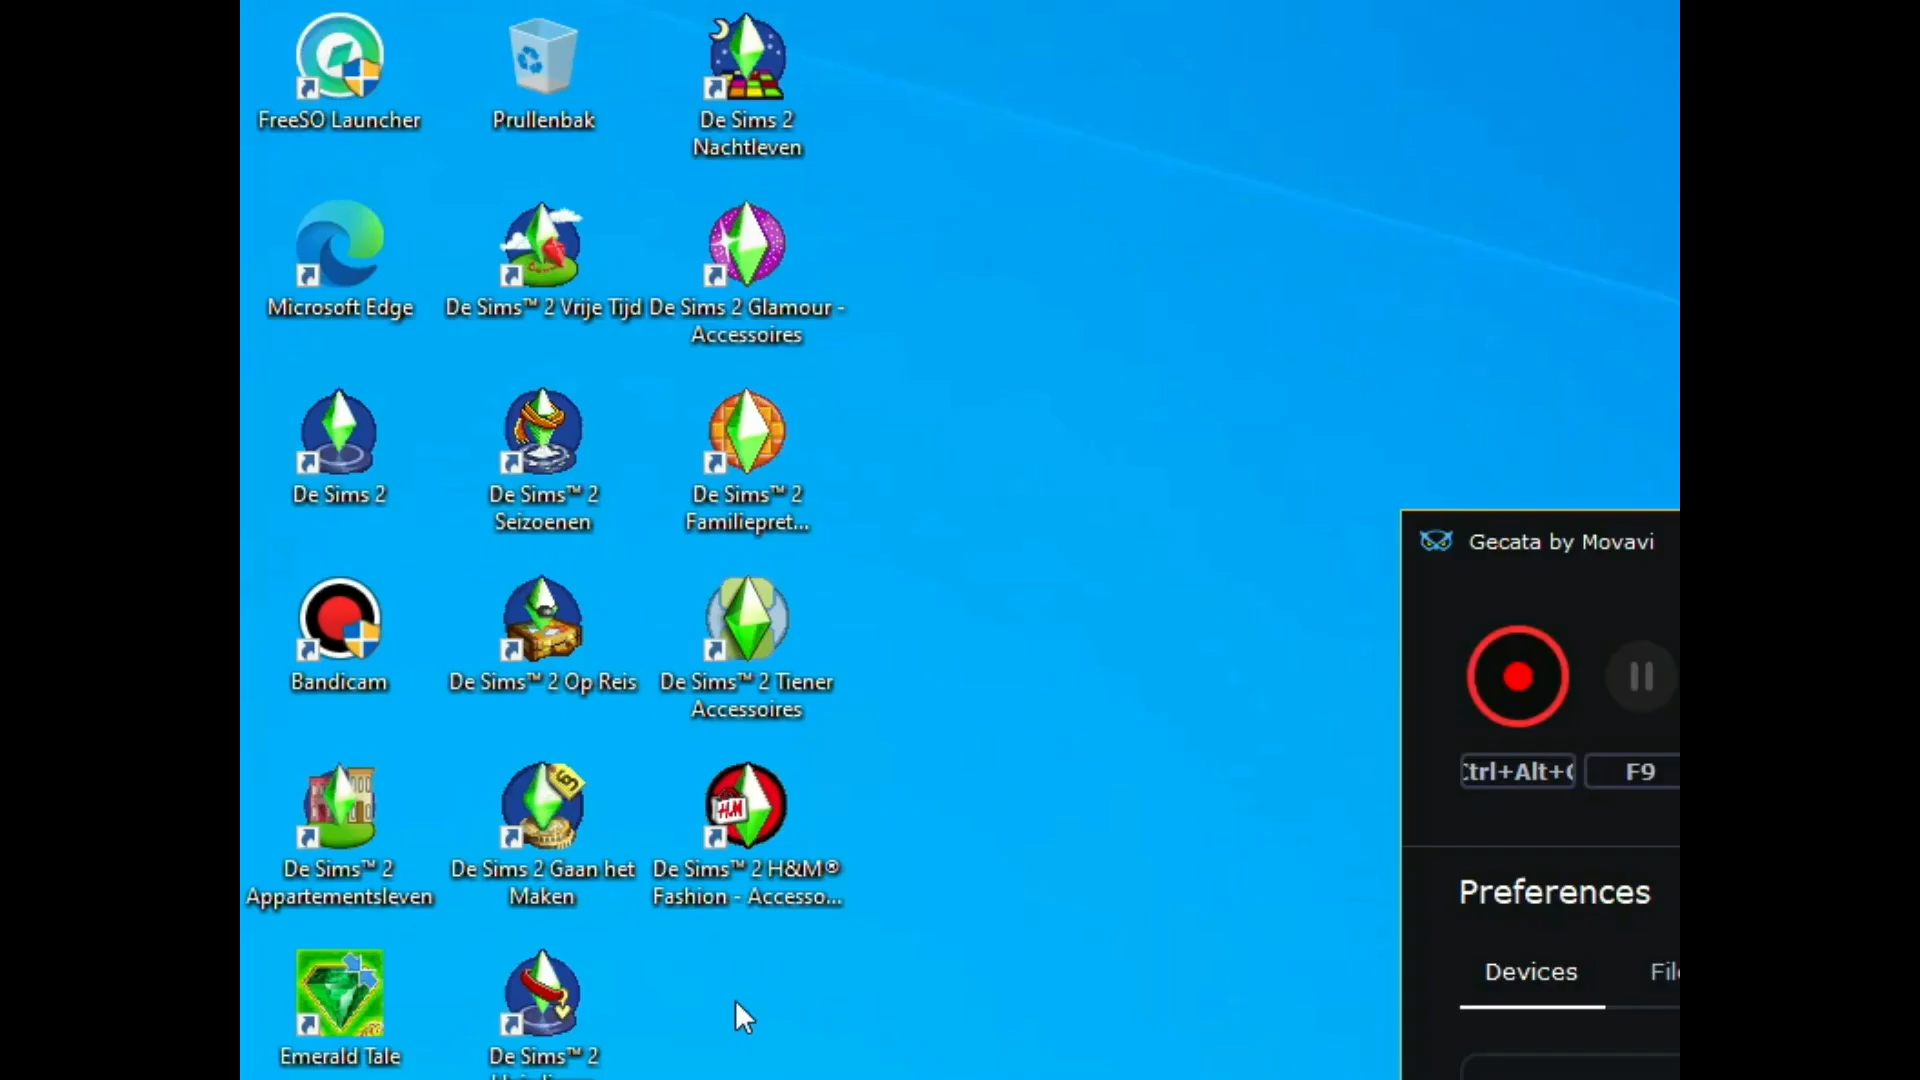 FreeSO Launcher
Prullenbak
De Sims 2
Nachtleven
Microsoft Edge
De Sims™ 2 Vrije Tijd
De Sims 2 Glamour -
Accessoires
De Sims 2
De Sims™ 2
Seizoenen
De Sims™ 2
Familiepret...
Bandicam
De Sims™ 2 Op Reis
De Sims™ 2 Tiener
Accessoires
De Sims™ 2
Appartementsleven
De Sims 2 Gaan het
Maken
De Sims™ 2 H&M®
Fashion - Accesso...
H&M
Emerald Tale
De Sims™ 2
Gecata by Movavi
Ctrl+Alt+
F9
Preferences
Devices
Fil